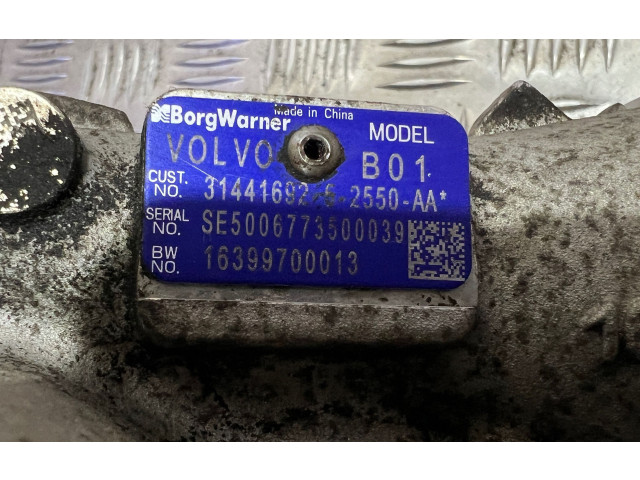 BorgWarner
Made in China
VOLVO
MODEL
B01
CUST. NO. 31441692 -2550-AA*
SERIAL NO. SE5006773500039
BW NO. 16399700013